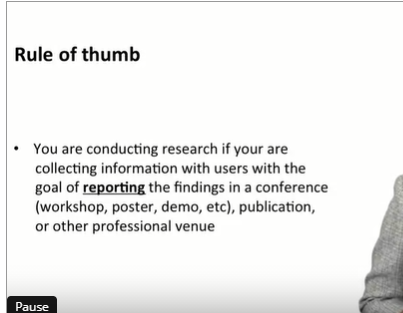 Rule of thumb
• You are conducting research if your are
collecting information with users with the
goal of reporting the findings in a conference
(workshop, poster, demo, etc), publication,
or other professional venue
Pause